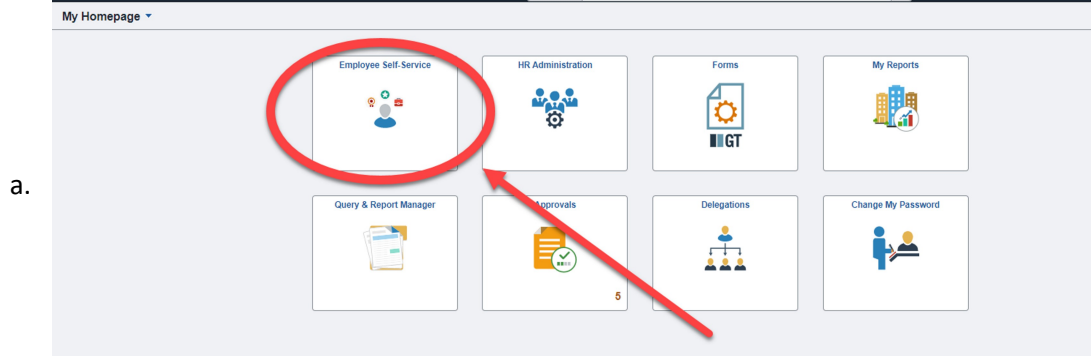 My Homepage
Employee Self-Service
HR Administration
Forms
My Reports
GT
a.
Query & Report Manager
Approvals
Delegations
Change My Password
5